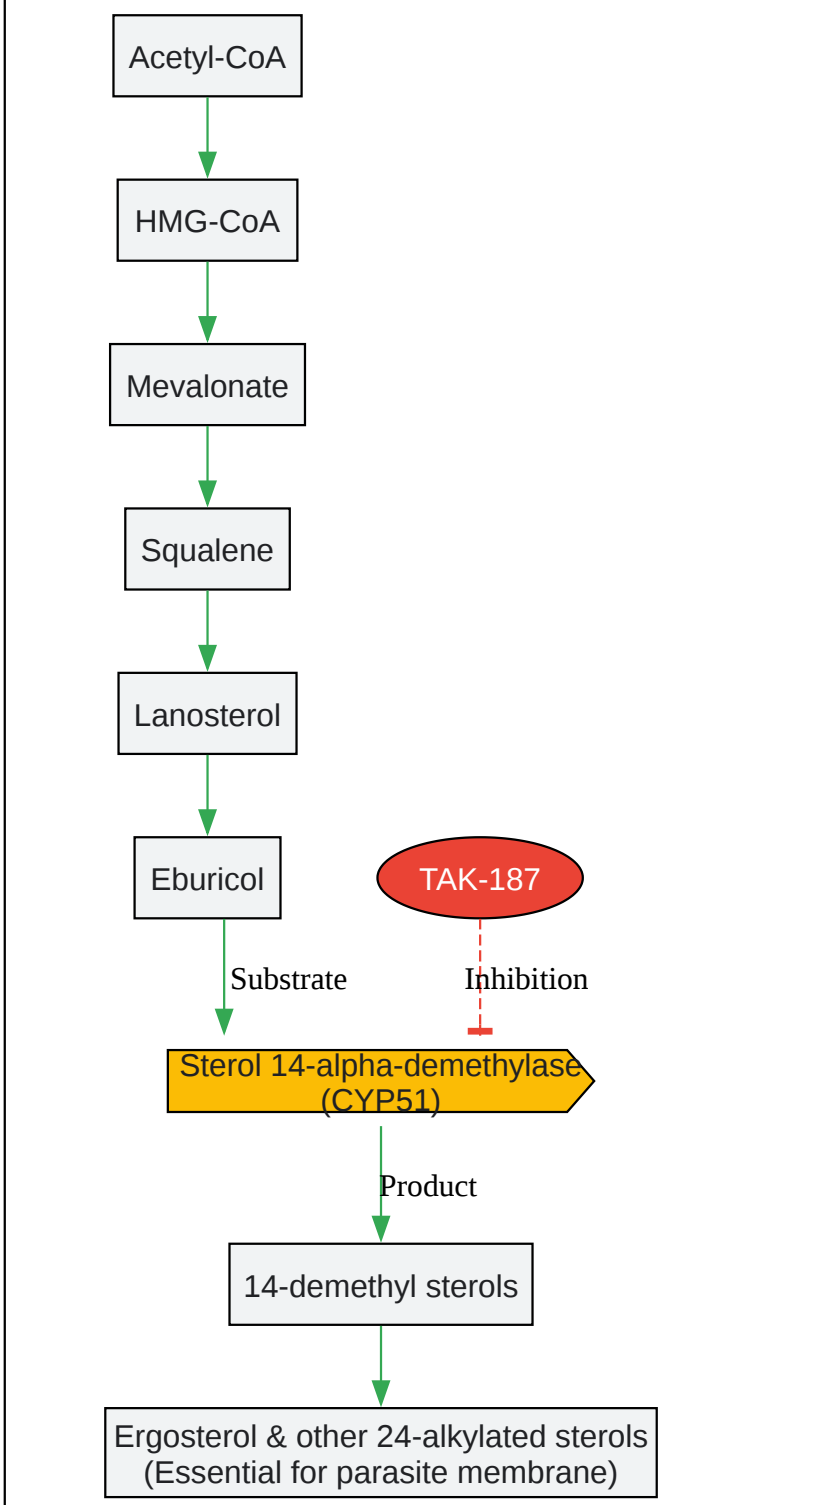 Acetyl-CoA
HMG-CoA
Mevalonate
Squalene
Lanosterol
Eburicol
TAK-187
Substrate
Inhibition
Sterol 14-alpha-demethylase
(CYP51)
Product
14-demethyl sterols
Ergosterol & other 24-alkylated sterols
(Essential for parasite membrane)